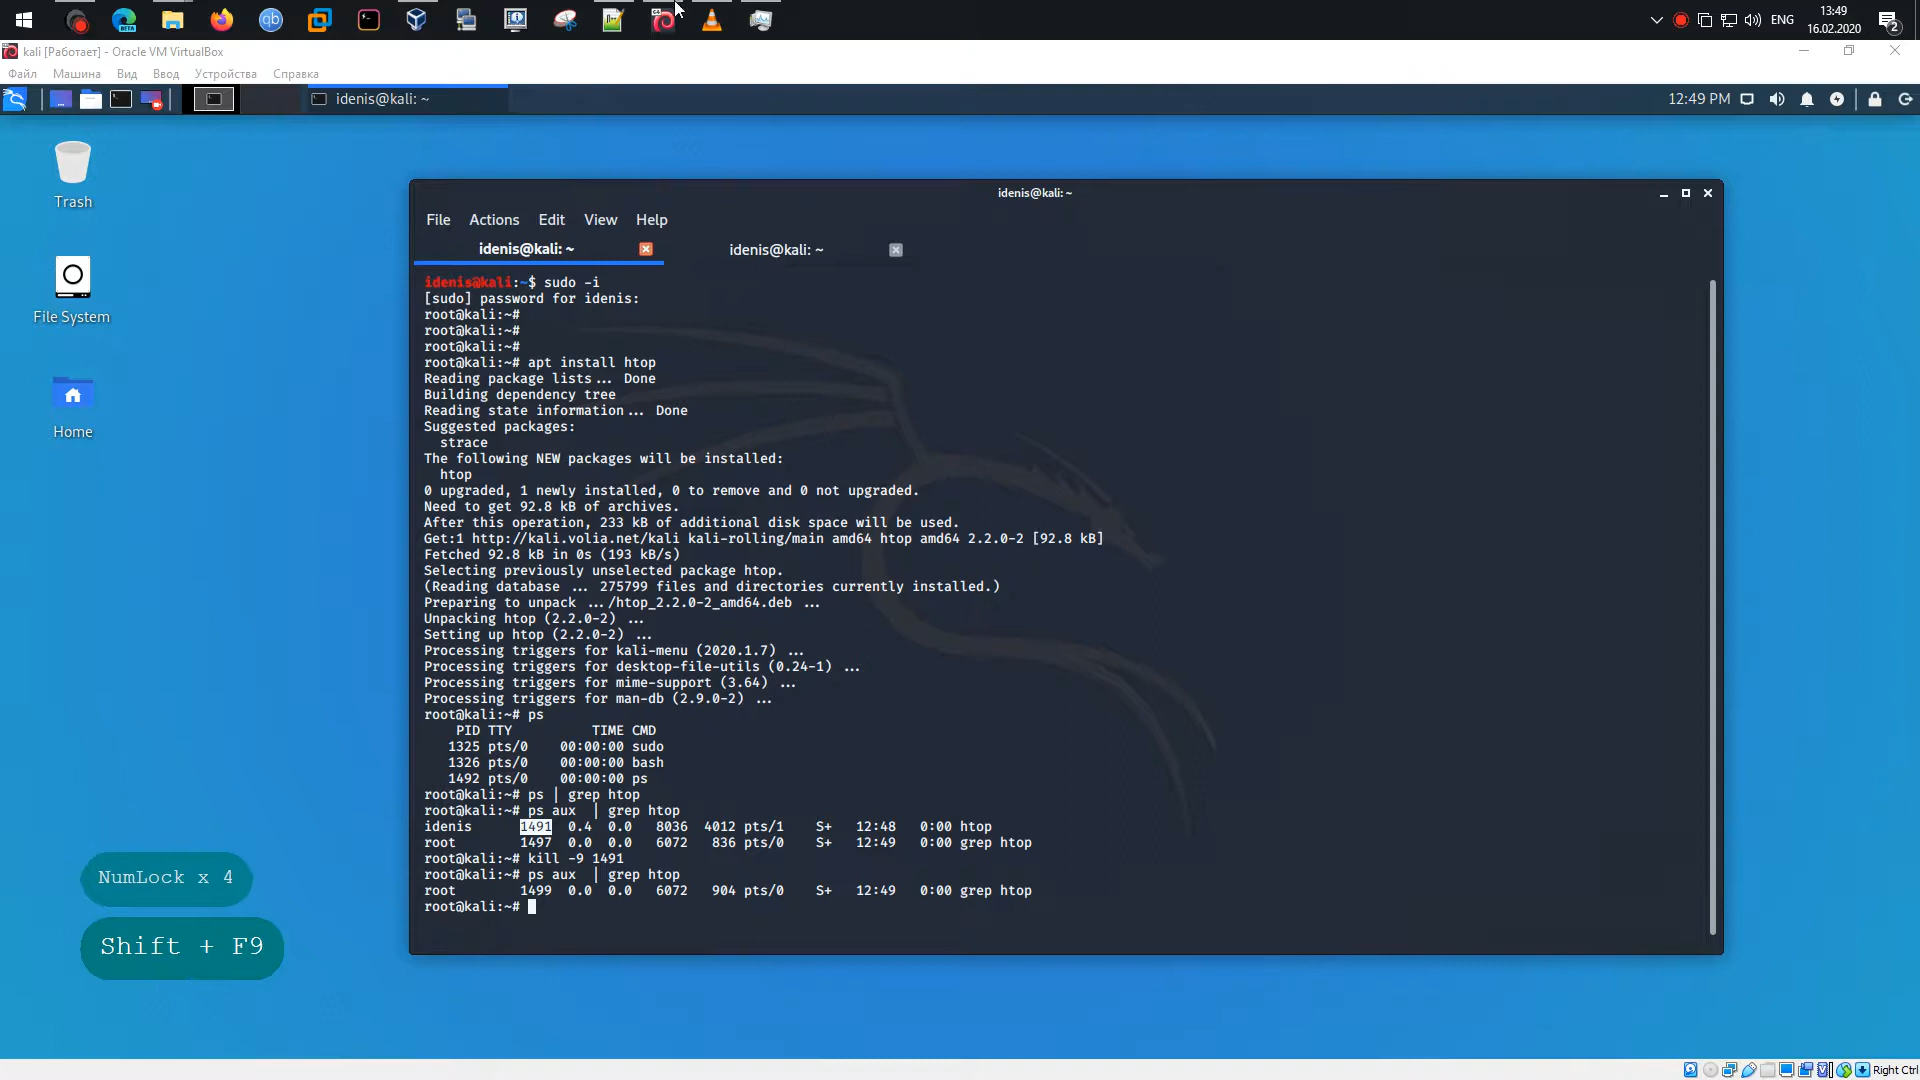 ENG
13:49
16.02.2020
2
kali [Работает] - Oracle VM VirtualBox
Файл Машина Вид Ввод Устройства Справка
idenis@kali: ~
12:49 PM
Trash
File System
Home
idenis@kali: ~
File Actions Edit View Help
idenis@kali: ~
idenis@kali: ~
idenis@kali:~$ sudo -i
[sudo] password for idenis:
root@kali:~#
root@kali:~#
root@kali:~#
root@kali:~# apt install htop
Reading package lists... Done
Building dependency tree
Reading state information... Done
Suggested packages:
  strace
The following NEW packages will be installed:
  htop
0 upgraded, 1 newly installed, 0 to remove and 0 not upgraded.
Need to get 92.8 kB of archives.
After this operation, 233 kB of additional disk space will be used.
Get:1 http://kali.volia.net/kali kali-rolling/main amd64 htop amd64 2.2.0-2 [92.8 kB]
Fetched 92.8 kB in 0s (193 kB/s)
Selecting previously unselected package htop.
(Reading database ... 275799 files and directories currently installed.)
Preparing to unpack .../htop_2.2.0-2_amd64.deb ...
Unpacking htop (2.2.0-2) ...
Setting up htop (2.2.0-2) ...
Processing triggers for kali-menu (2020.1.7) ...
Processing triggers for desktop-file-utils (0.24-1) ...
Processing triggers for mime-support (3.64) ...
Processing triggers for man-db (2.9.0-2) ...
root@kali:~# ps
    PID TTY          TIME CMD
   1325 pts/0    00:00:00 sudo
   1326 pts/0    00:00:00 bash
   1492 pts/0    00:00:00 ps
root@kali:~# ps | grep htop
root@kali:~# ps aux  | grep htop
idenis      1491  0.4  0.0   8036  4012 pts/1    S+   12:48   0:00 htop
root        1497  0.0  0.0   6072   836 pts/0    S+   12:49   0:00 grep htop
root@kali:~# kill -9 1491
root@kali:~# ps aux  | grep htop
root        1499  0.0  0.0   6072   904 pts/0    S+   12:49   0:00 grep htop
root@kali:~#
NumLock x 4
Shift + F9
Right Ctrl